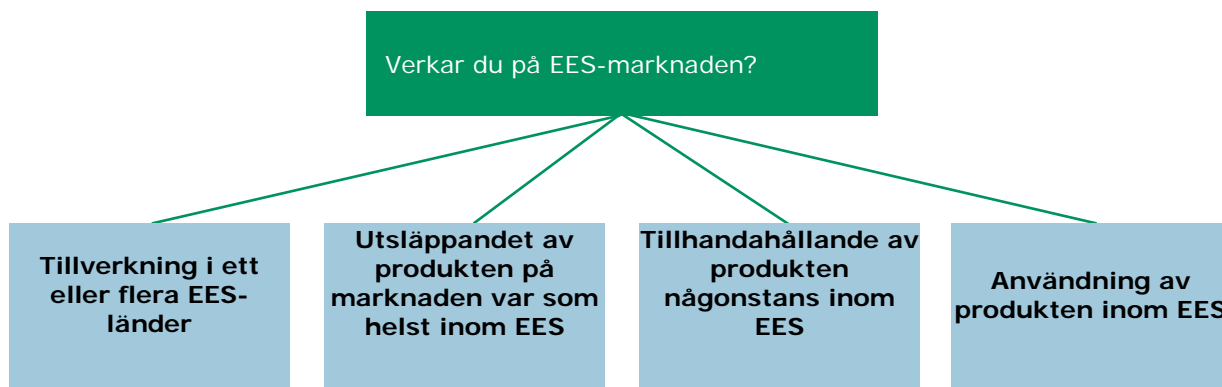 Verkar du på EES-marknaden?
Tillverkning i ett
eller flera EES-
länder
Utsläppandet av
produkten på
marknaden var som
helst inom EES
Tillhandahållande av
produkten
någonstans inom
EES
Användning av
produkten inom EES